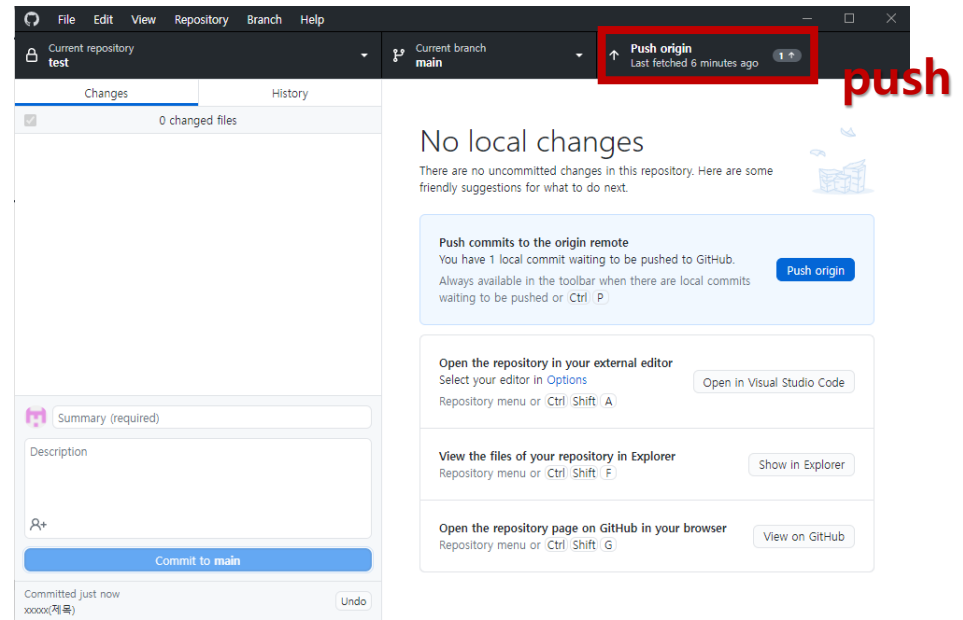 File Edit View Repository Branch Help
Current repository
test
Current branch
main
Push origin
Last fetched 6 minutes ago
1
push
Changes
History
0 changed files
No local changes
There are no uncommitted changes in this repository. Here are some
friendly suggestions for what to do next.
Push commits to the origin remote
You have 1 local commit waiting to be pushed to GitHub.
Always available in the toolbar when there are local commits
waiting to be pushed or Ctrl P
Push origin
Open the repository in your external editor
Select your editor in Options
Repository menu or Ctrl Shift A
Open in Visual Studio Code
View the files of your repository in Explorer
Repository menu or Ctrl Shift F
Show in Explorer
Open the repository page on GitHub in your browser
Repository menu or Ctrl Shift G
View on GitHub
Summary (required)
Description
Commit to main
Committed just now
xxxxx(제목)
Undo